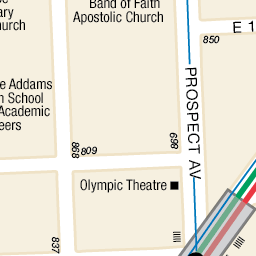 e
ary
hurch
Band of Faith
Apostolic Church
E 1
850
e Addams
h School
Academic
eers
PROSPECT AV
868
809
969
Olympic Theatre
837